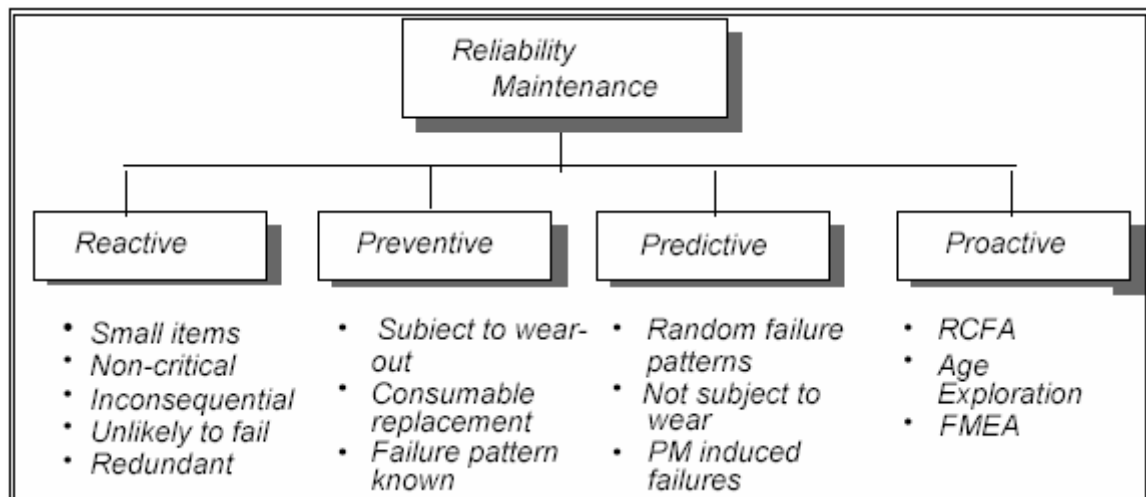 Reliability
Maintenance
Reactive
Preventive
Predictive
Proactive
• Small items
• Non-critical
• Inconsequential
• Unlikely to fail
• Redundant
• Subject to wear-
out
• Consumable
replacement
• Failure pattern
known
• Random failure
patterns
• Not subject to
wear
• PM induced
failures
• RCFA
• Age
Exploration
• FMEA